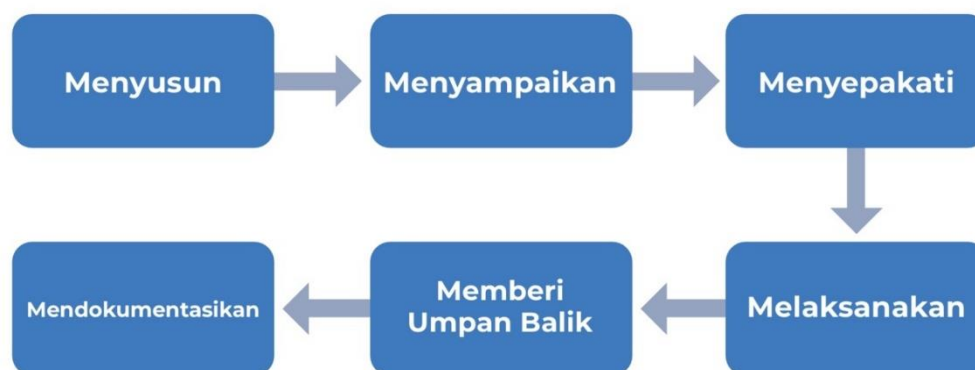 Menyusun
Menyampaikan
Menyepakati
Melaksanakan
Memberi
Umpan Balik
Mendokumentasikan